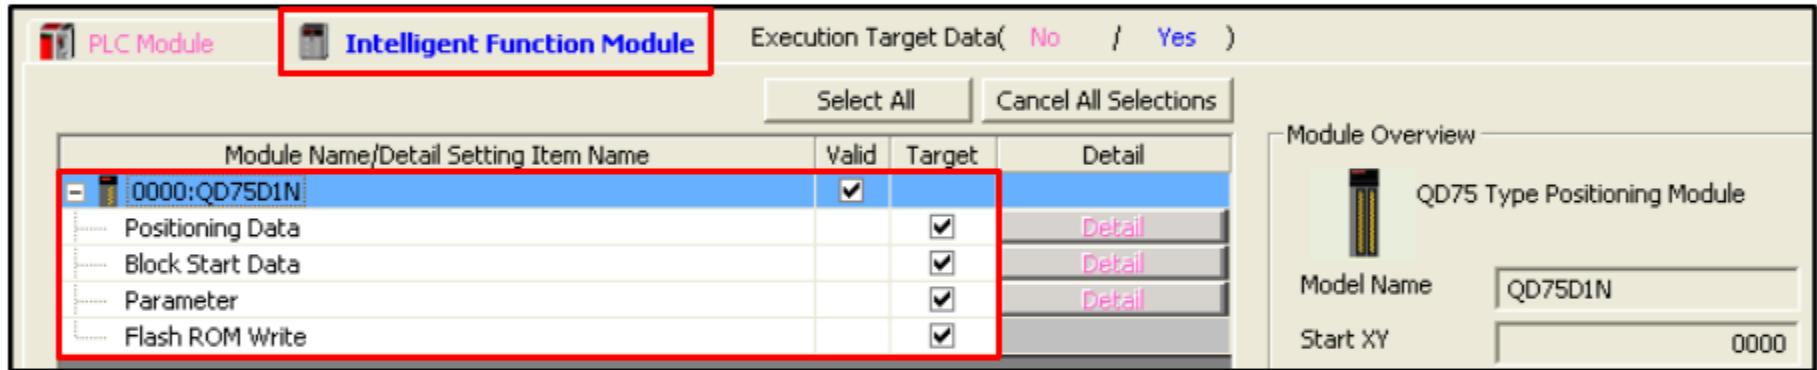 PLC Module Intelligent Function Module Execution Target Data( No / Yes )
Select All Cancel All Selections
Module Overview
Module Name/Detail Setting Item Name Valid Target Detail
0000:QD75D1N
QD75 Type Positioning Module
Positioning Data Detail
Block Start Data Detail
Parameter Detail
Model Name QD75D1N
Flash ROM Write
Start XY 0000